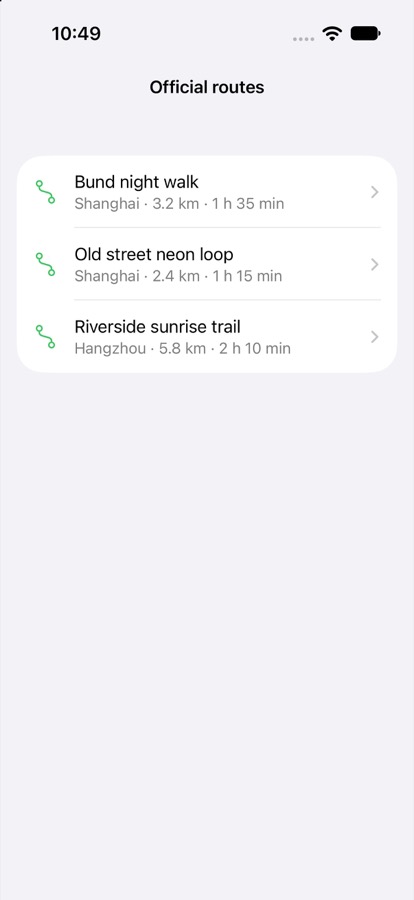 10:49
Official routes
Bund night walk
Shanghai · 3.2 km · 1 h 35 min
Old street neon loop
Shanghai · 2.4 km · 1 h 15 min
Riverside sunrise trail
Hangzhou · 5.8 km · 2 h 10 min